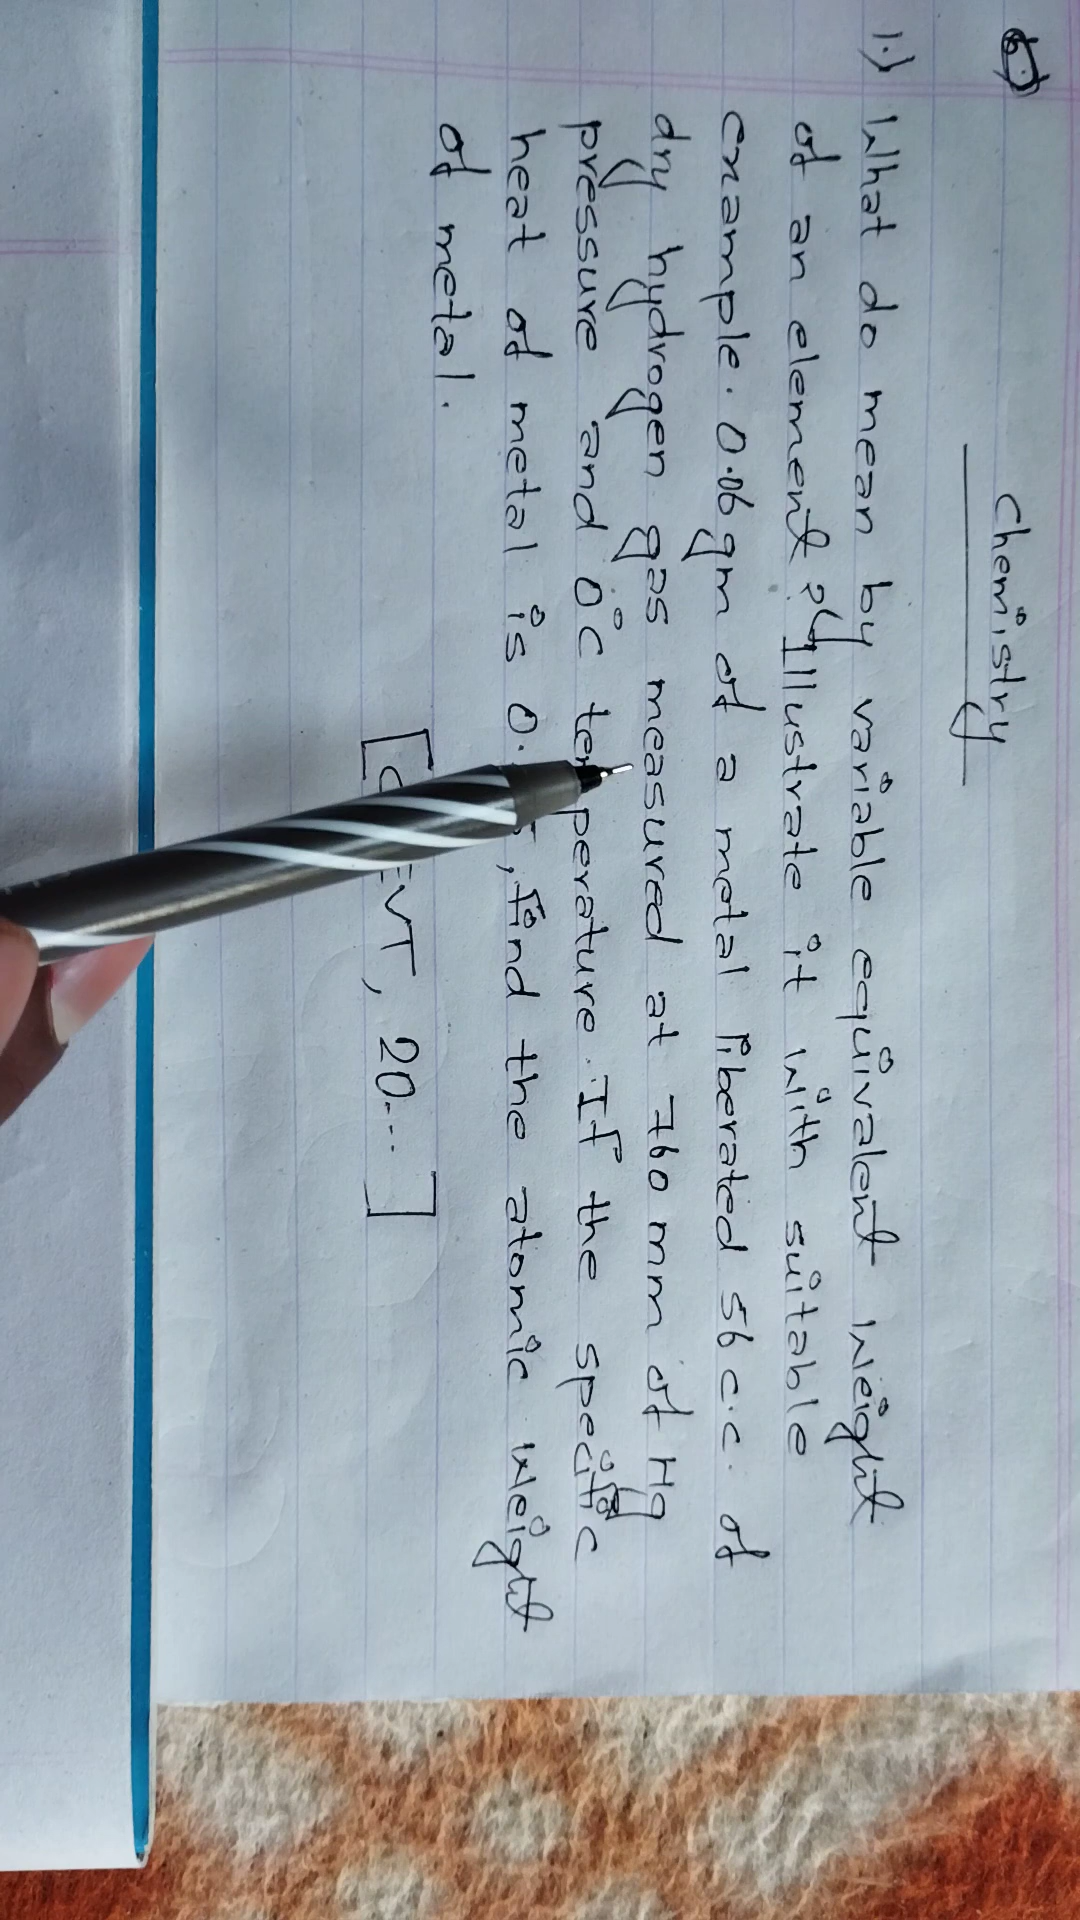 6.)
Chemistry
1.) What do mean by variable equivalent weight
of an element? Illustrate it with suitable
example. 0.06 gm of a metal liberated 56 c.c. of
dry hydrogen gas measured at 760 mm of Hg
pressure and 0°C temperature. If the specific
heat of metal is 0. , find the atomic weight
of metal.
[ EVT, 20... ]